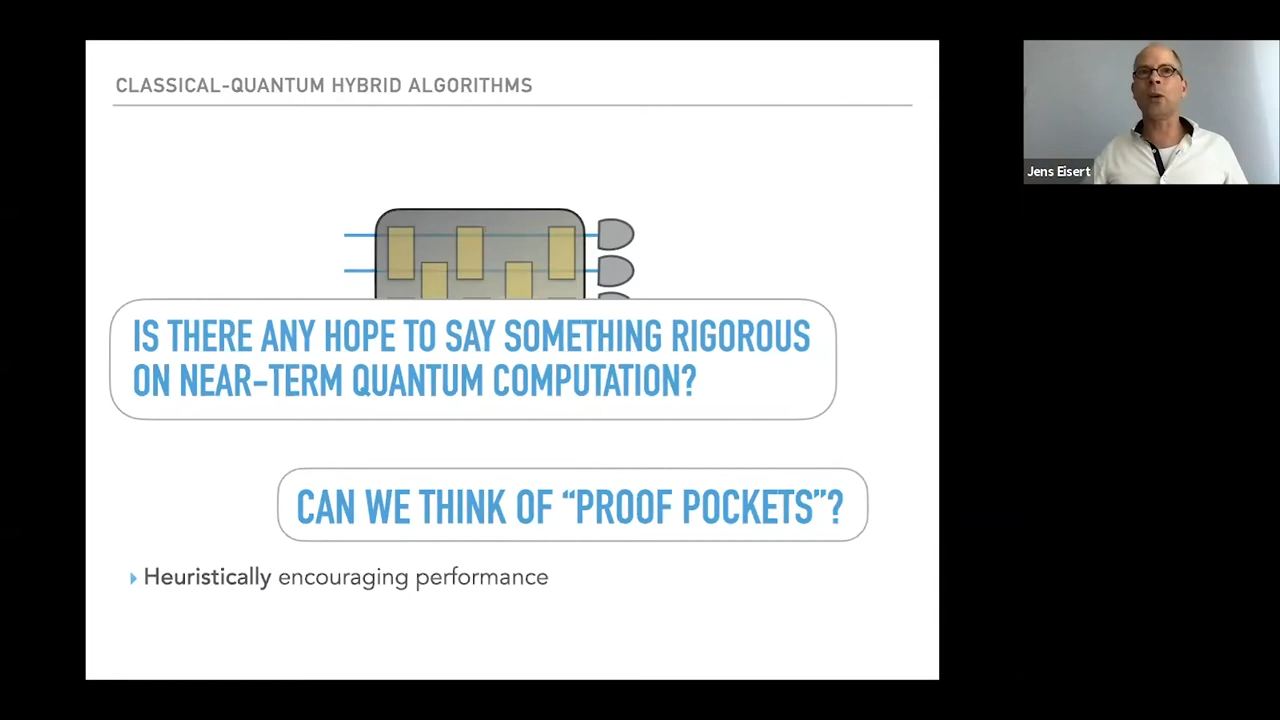 CLASSICAL-QUANTUM HYBRID ALGORITHMS
Jens Eisert
IS THERE ANY HOPE TO SAY SOMETHING RIGOROUS
ON NEAR-TERM QUANTUM COMPUTATION?
CAN WE THINK OF “PROOF POCKETS”?
Heuristically encouraging performance